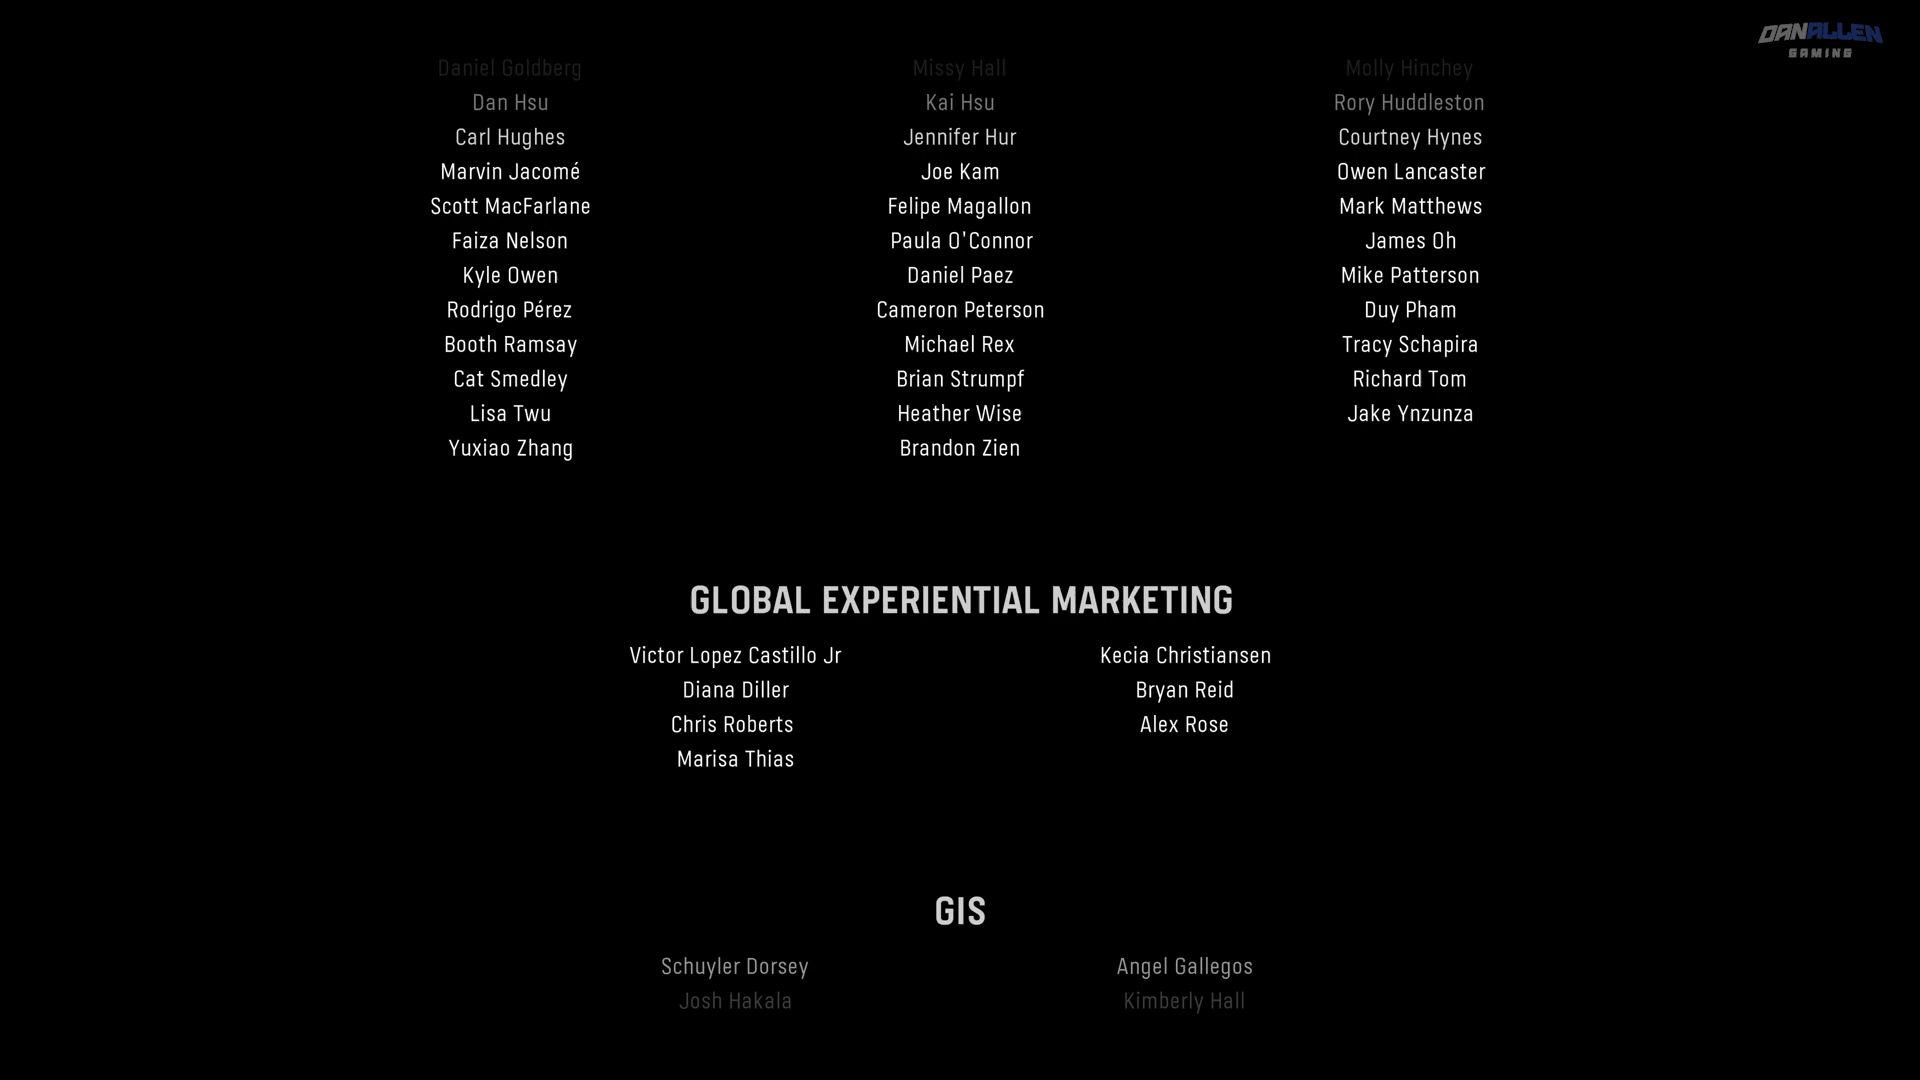 DANALLEN
GAMING
Daniel Goldberg Missy Hall Molly Hinchey
Dan Hsu Kai Hsu Rory Huddleston
Carl Hughes Jennifer Hur Courtney Hynes
Marvin Jacomé Joe Kam Owen Lancaster
Scott MacFarlane Felipe Magallon Mark Matthews
Faiza Nelson Paula O'Connor James Oh
Kyle Owen Daniel Paez Mike Patterson
Rodrigo Pérez Cameron Peterson Duy Pham
Booth Ramsay Michael Rex Tracy Schapira
Cat Smedley Brian Strumpf Richard Tom
Lisa Twu Heather Wise Jake Ynzunza
Yuxiao Zhang Brandon Zien
GLOBAL EXPERIENTIAL MARKETING
Victor Lopez Castillo Jr Kecia Christiansen
Diana Diller Bryan Reid
Chris Roberts Alex Rose
Marisa Thias
GIS
Schuyler Dorsey Angel Gallegos
Josh Hakala Kimberly Hall